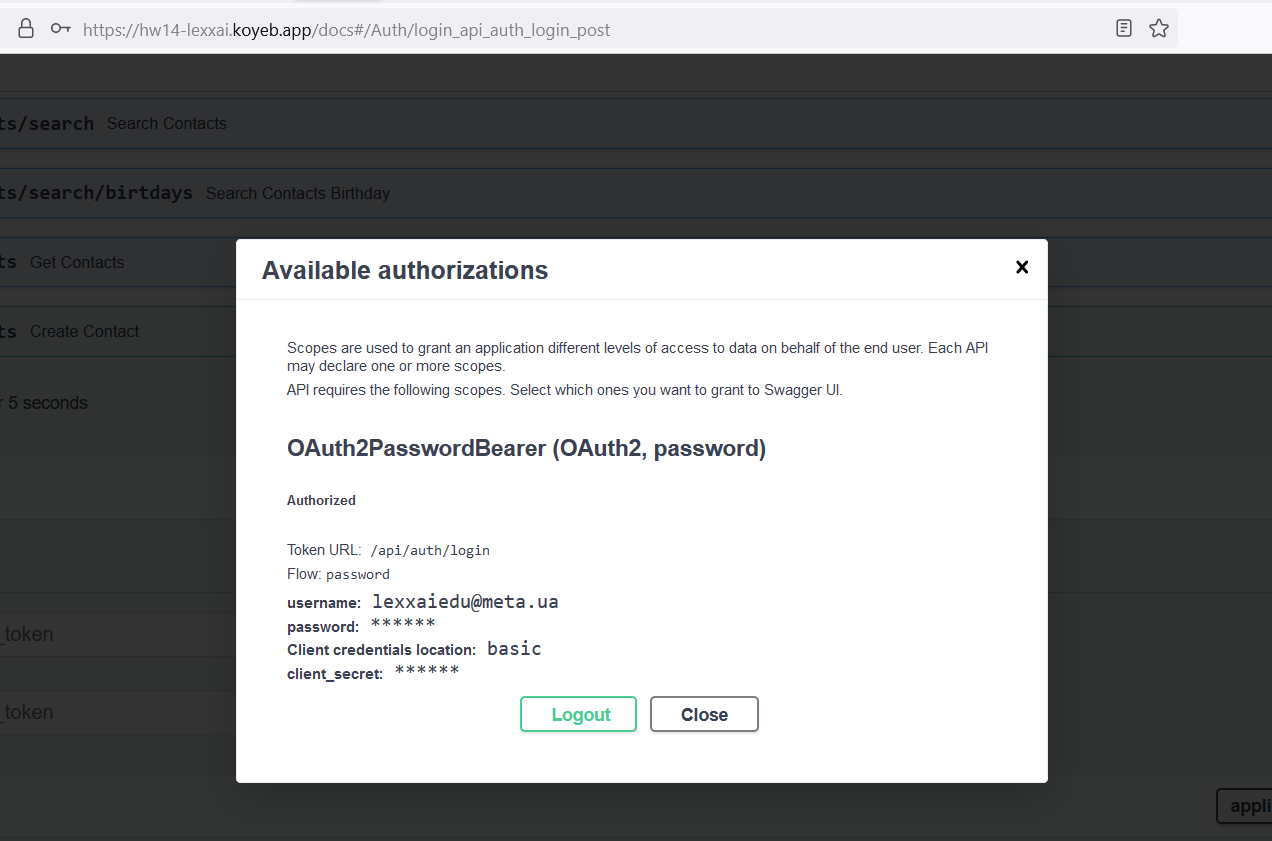 https://hw14-lexxai.koyeb.app/docs#/Auth/login_api_auth_login_post
ts/search Search Contacts
ts/search/birtdays Search Contacts Birthday
ts Get Contacts
ts Create Contact
r 5 seconds
_token
_token
appli
Available authorizations
Scopes are used to grant an application different levels of access to data on behalf of the end user. Each API
may declare one or more scopes.
API requires the following scopes. Select which ones you want to grant to Swagger UI.
OAuth2PasswordBearer (OAuth2, password)
Authorized
Token URL: /api/auth/login
Flow: password
username: lexxaiedu@meta.ua
password: ******
Client credentials location: basic
client_secret: ******
Logout Close